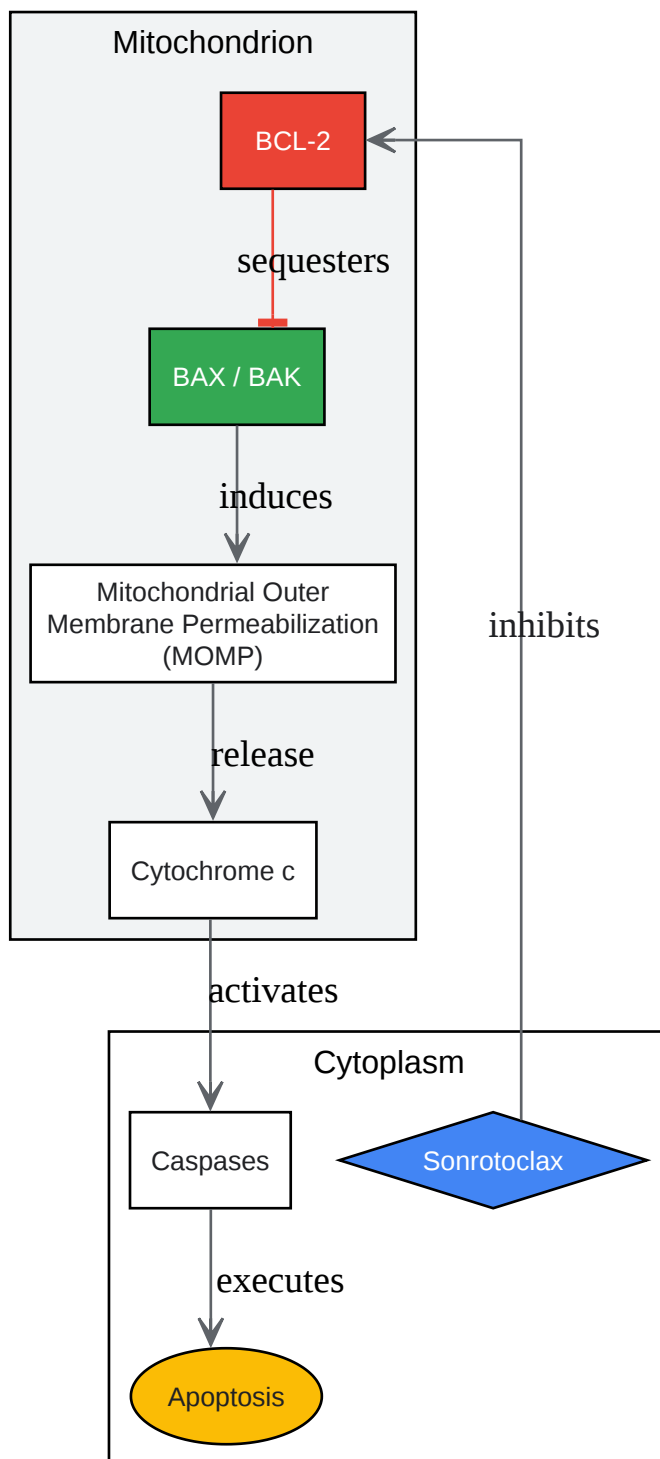 Mitochondrion
BCL-2
sequesters
BAX / BAK
induces
Mitochondrial Outer
Membrane Permeabilization
(MOMP)
inhibits
release
Cytochrome c
activates
Cytoplasm
Caspases
Sonrotoclax
executes
Apoptosis